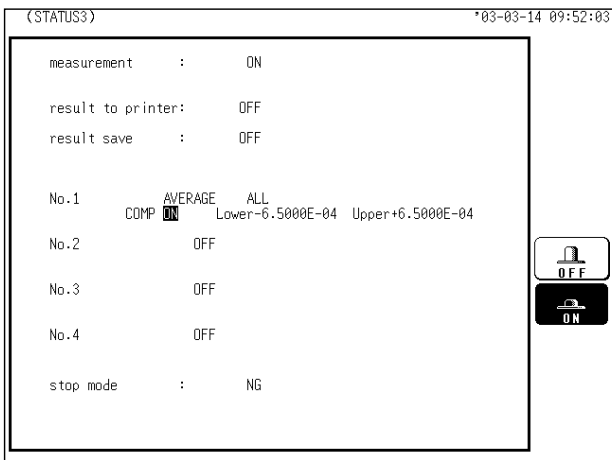 (STATUS3) '03-03-14 09:52:03
measurement : ON
result to printer: OFF
result save : OFF
No.1 AVERAGE ALL
COMP ON Lower-6.5000E-04 Upper+6.5000E-04
No.2 OFF
OFF
No.3 OFF
ON
No.4 OFF
stop mode : NG